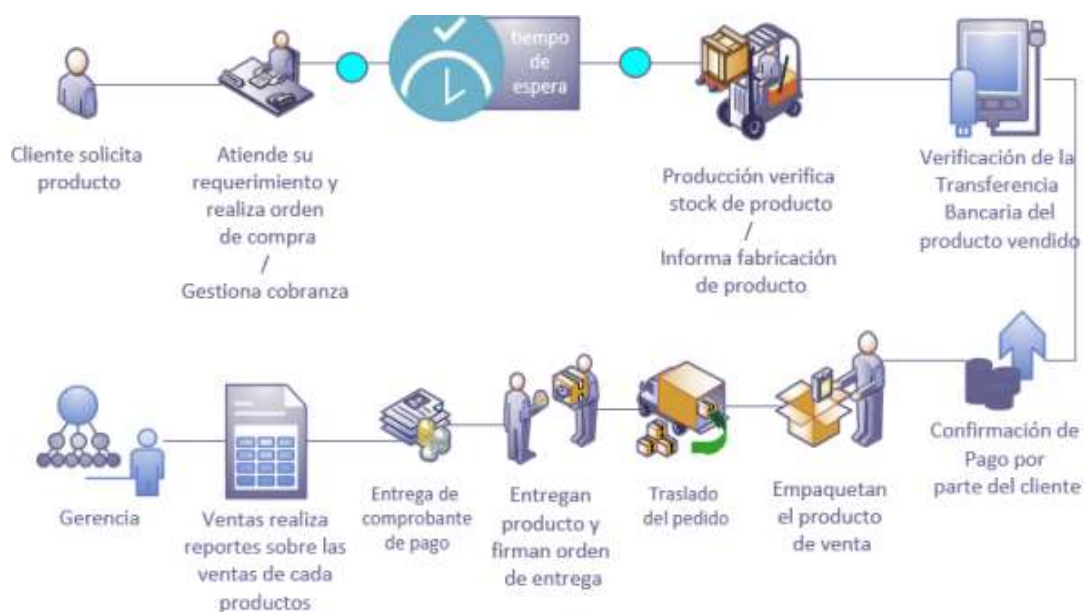 tiempo
de
espera
Cliente solicita
producto
Atiende su
requerimiento y
realiza orden
de compra
/
Gestiona cobranza
Producción verifica
stock de producto
/
Informa fabricación
de producto
Verificación de la
Transferencia
Bancaria del
producto vendido
Gerencia
Ventas realiza
reportes sobre las
ventas de cada
productos
Entrega de
comprobante
de pago
Entregan
producto y
firman orden
de entrega
Traslado
del pedido
Empaquetan
el producto
de venta
Confirmación de
Pago por
parte del cliente